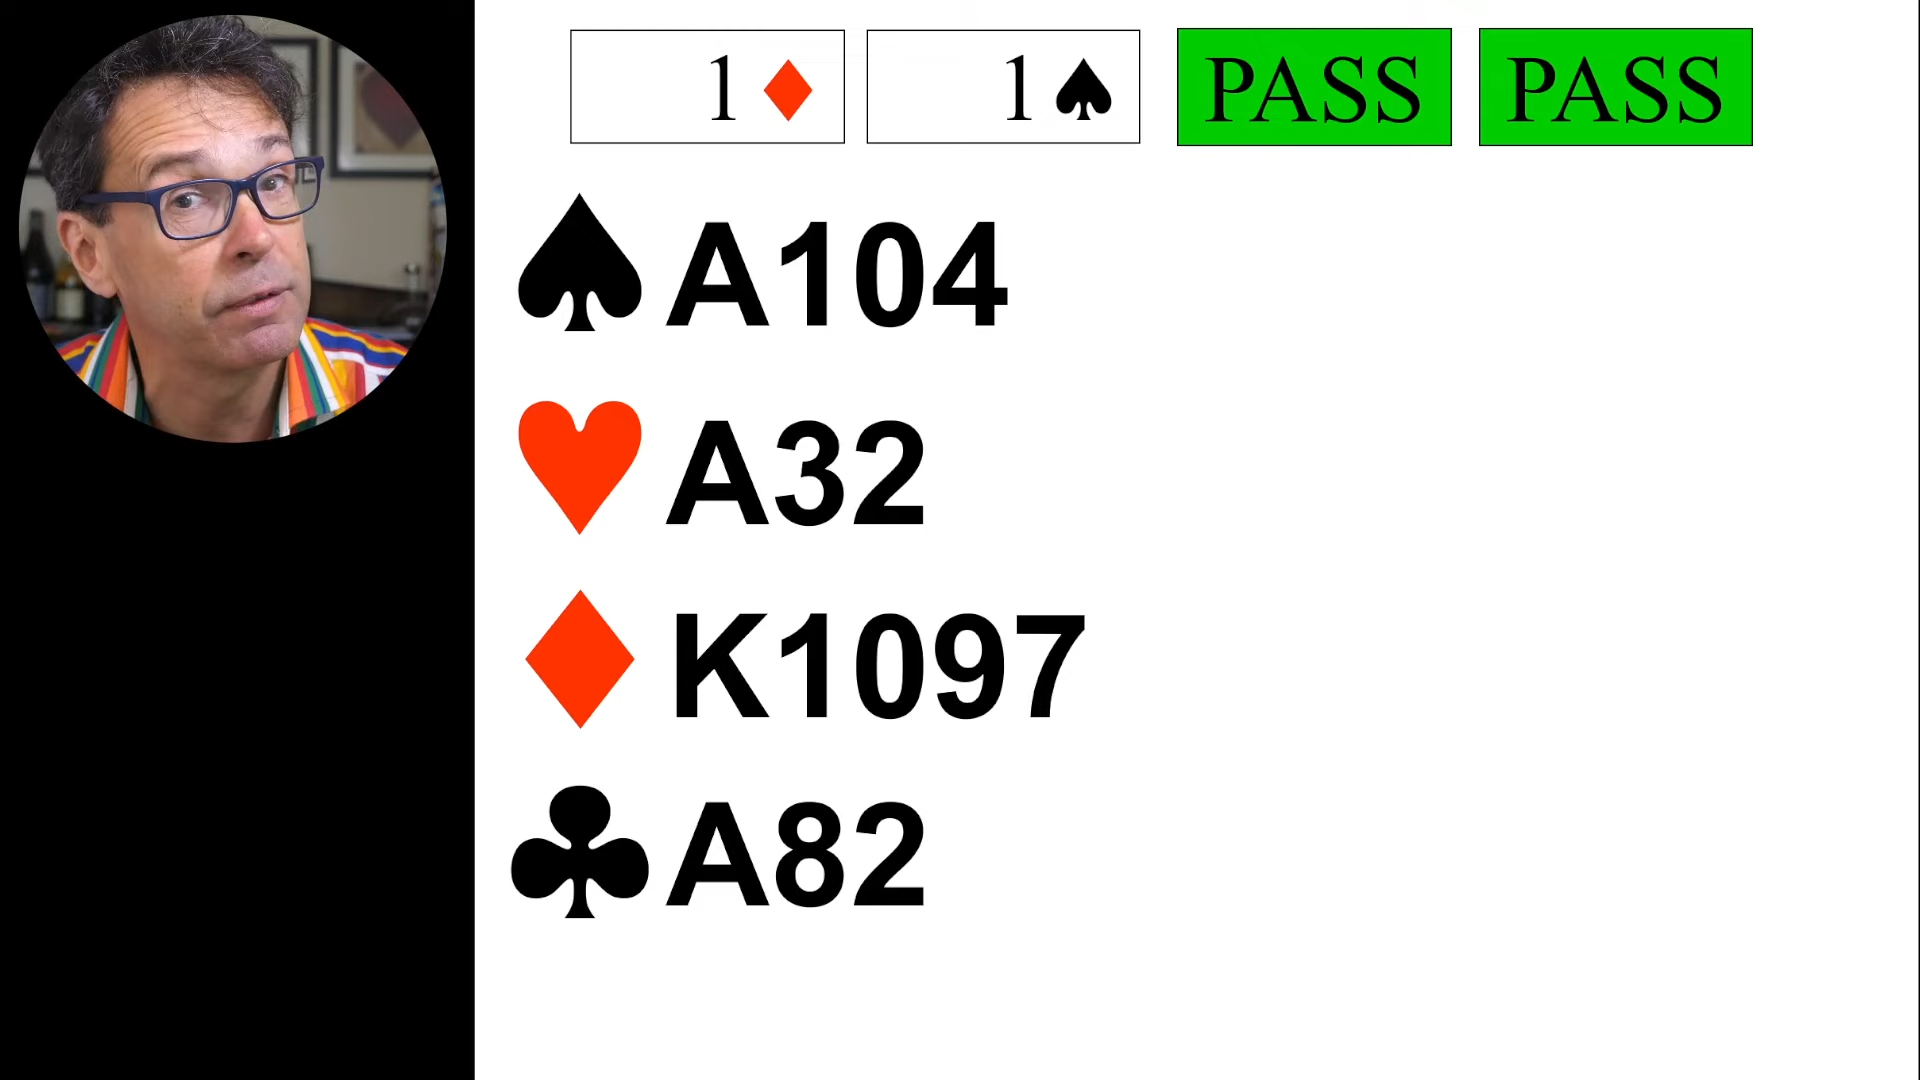 1♦ 1♠ PASS PASS
♠ A104
♥ A32
♦ K1097
♣ A82